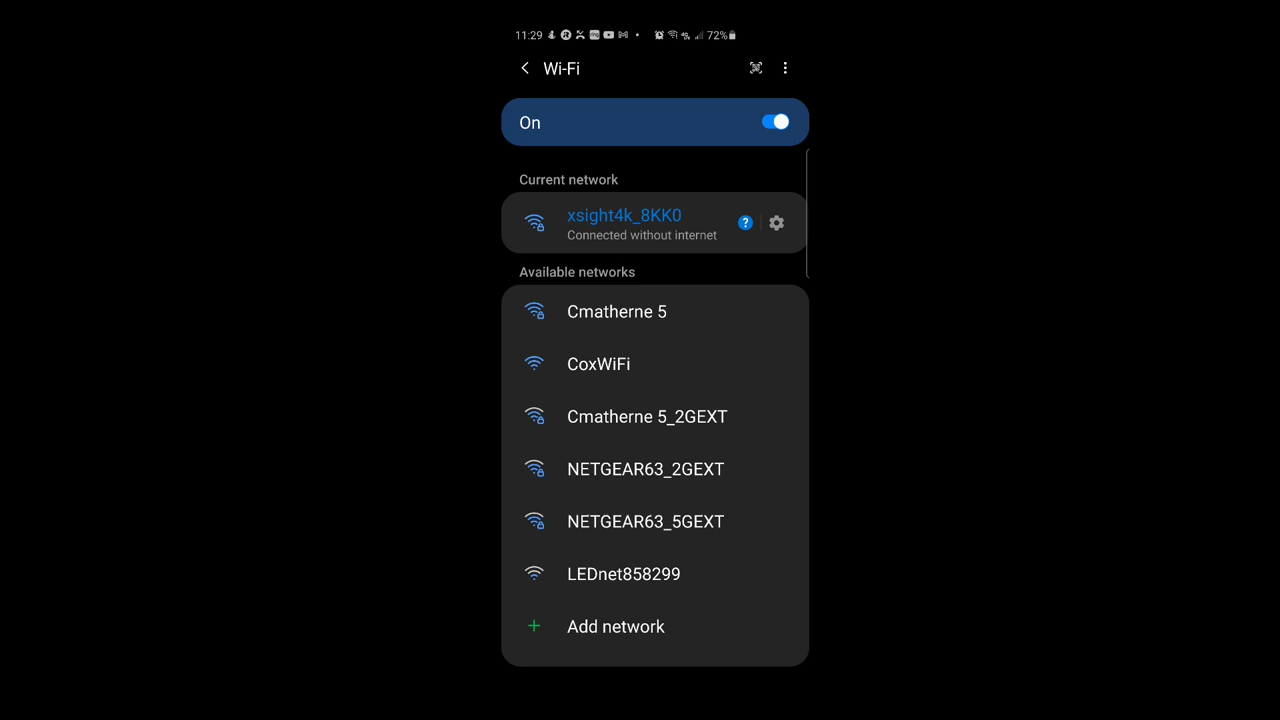 11:29 72%
Wi-Fi
On
Current network
xsight4k_8KK0
Connected without internet
?
Available networks
Cmatherne 5
CoxWiFi
Cmatherne 5_2GEXT
NETGEAR63_2GEXT
NETGEAR63_5GEXT
LEDnet858299
+ Add network